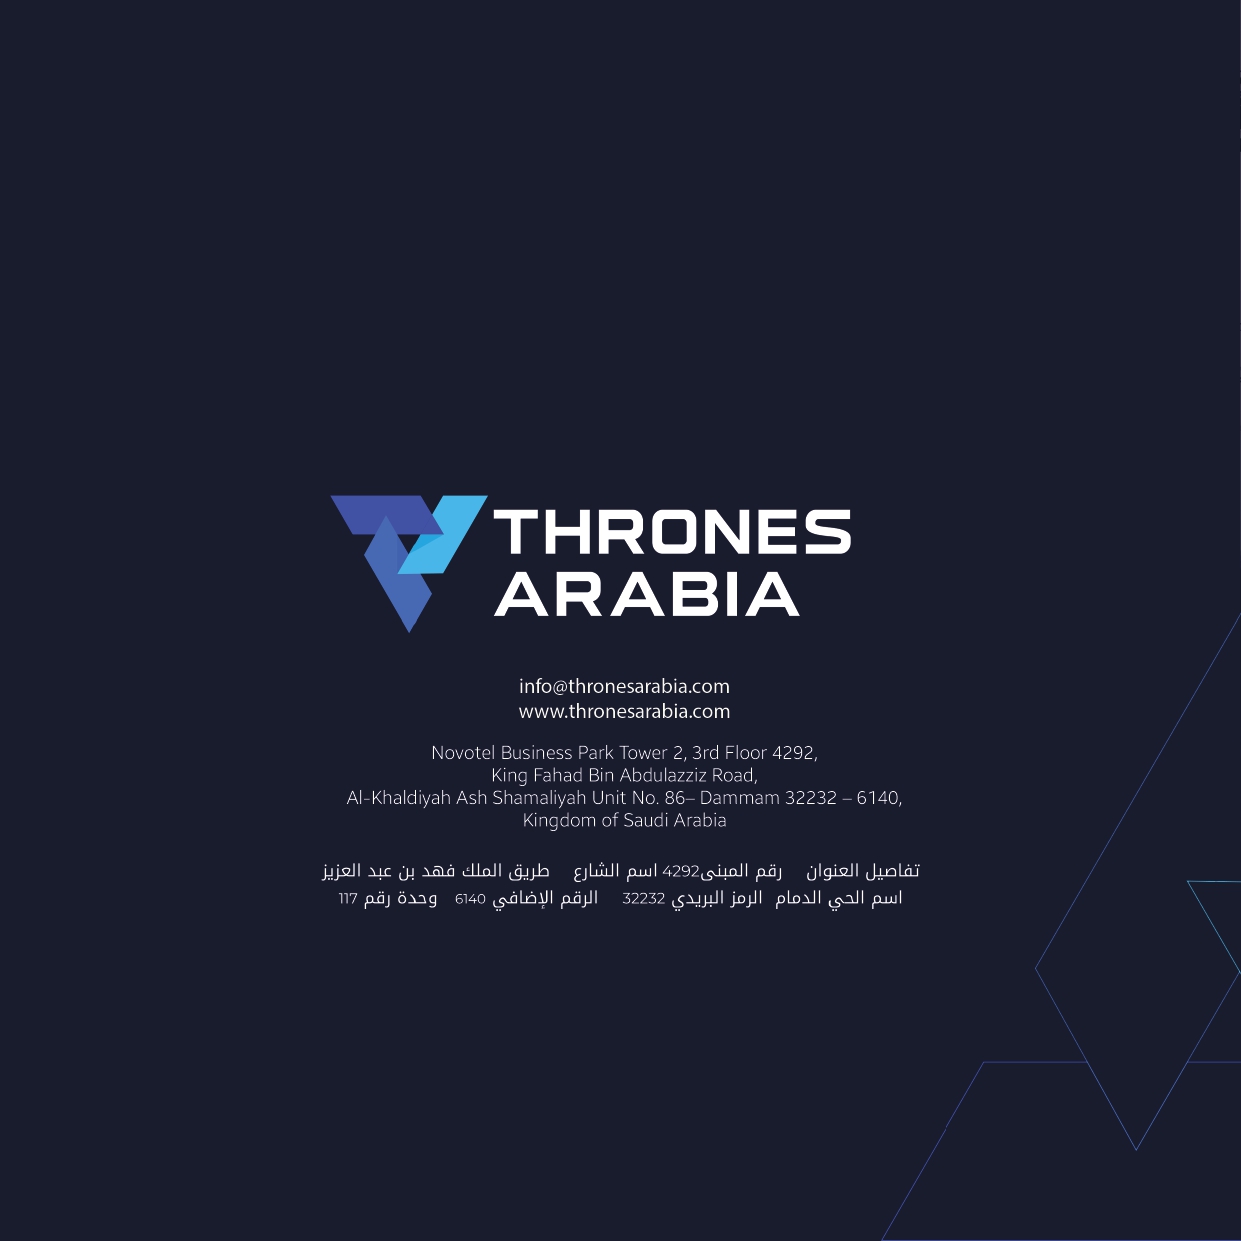 THRONES
ARABIA
info@thronesarabia.com
www.thronesarabia.com
Novotel Business Park Tower 2, 3rd Floor 4292,
King Fahad Bin Abdulazziz Road,
Al-Khaldiyah Ash Shamaliyah Unit No. 86– Dammam 32232 – 6140,
Kingdom of Saudi Arabia
تفاصيل العنوان رقم المبنى4292 اسم الشارع طريق الملك فهد بن عبد العزيز
اسم الحي الدمام الرمز البريدي 32232 الرقم الإضافي 6140 وحدة رقم 117